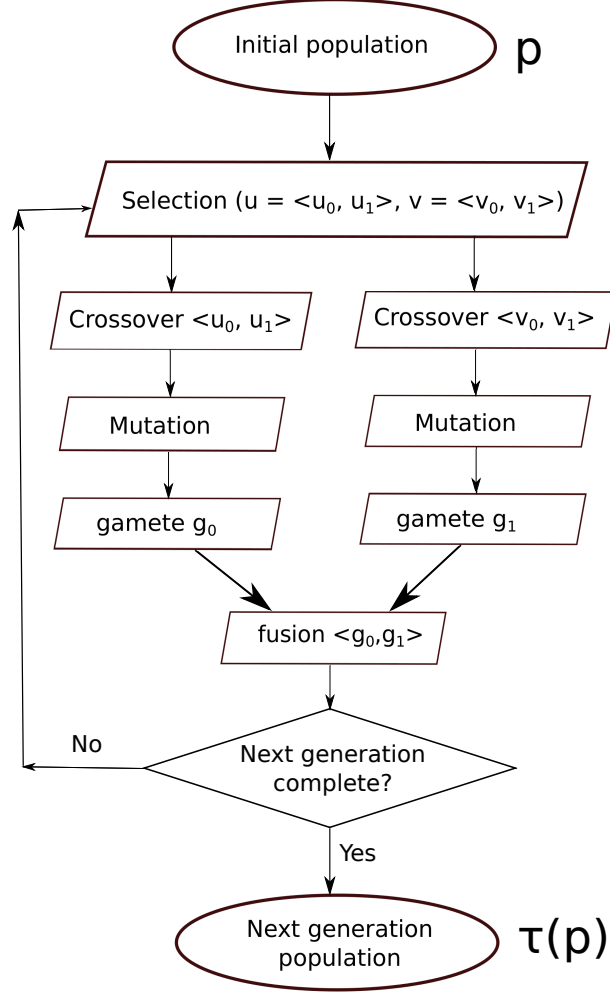 Initial population
p
Selection (u = <u₀, u₁>, v = <v₀, v₁>)
Crossover <u₀, u₁>
Crossover <v₀, v₁>
Mutation
Mutation
gamete g₀
gamete g₁
fusion <g₀,g₁>
No
Next generation
complete?
Yes
Next generation
population
τ(p)